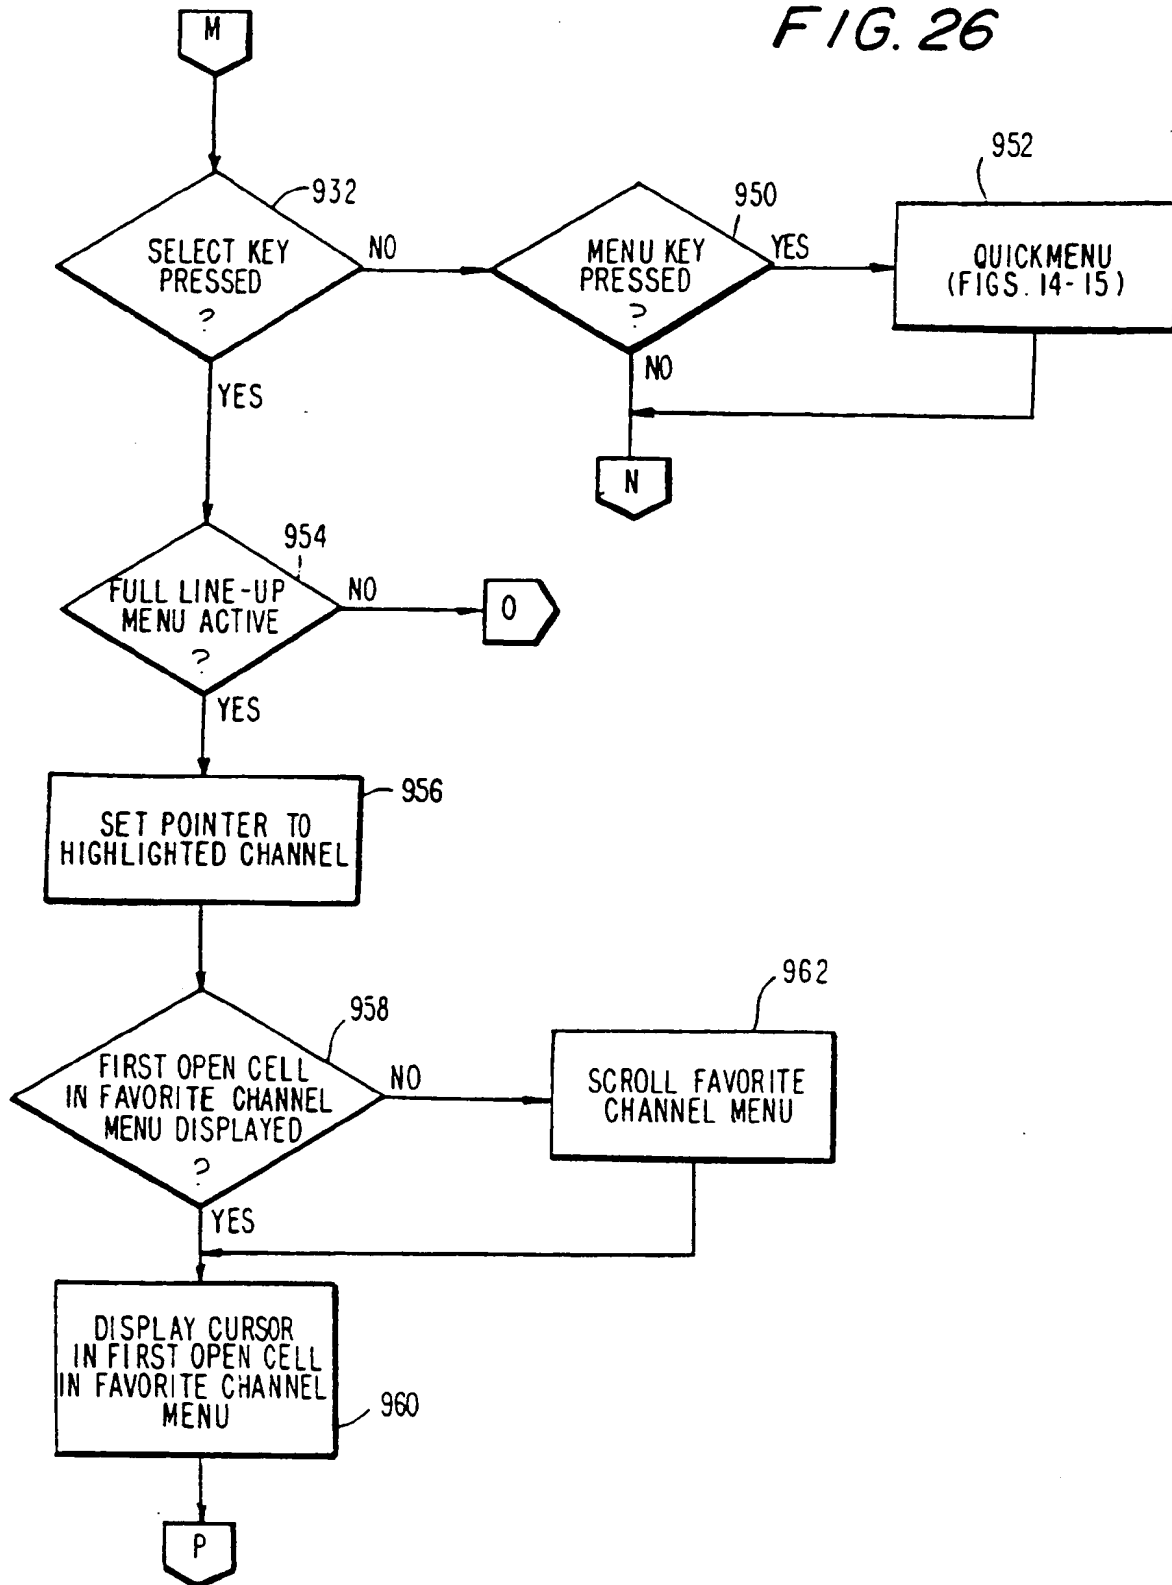 FIG. 26
M
932
SELECT KEY
PRESSED
?
NO
YES
950
MENU KEY
PRESSED
?
YES
NO
952
QUICKMENU
(FIGS. 14-15)
N
954
FULL LINE-UP
MENU ACTIVE
?
NO
O
YES
956
SET POINTER TO
HIGHLIGHTED CHANNEL
958
FIRST OPEN CELL
IN FAVORITE CHANNEL
MENU DISPLAYED
?
NO
962
SCROLL FAVORITE
CHANNEL MENU
YES
DISPLAY CURSOR
IN FIRST OPEN CELL
IN FAVORITE CHANNEL
MENU
960
P